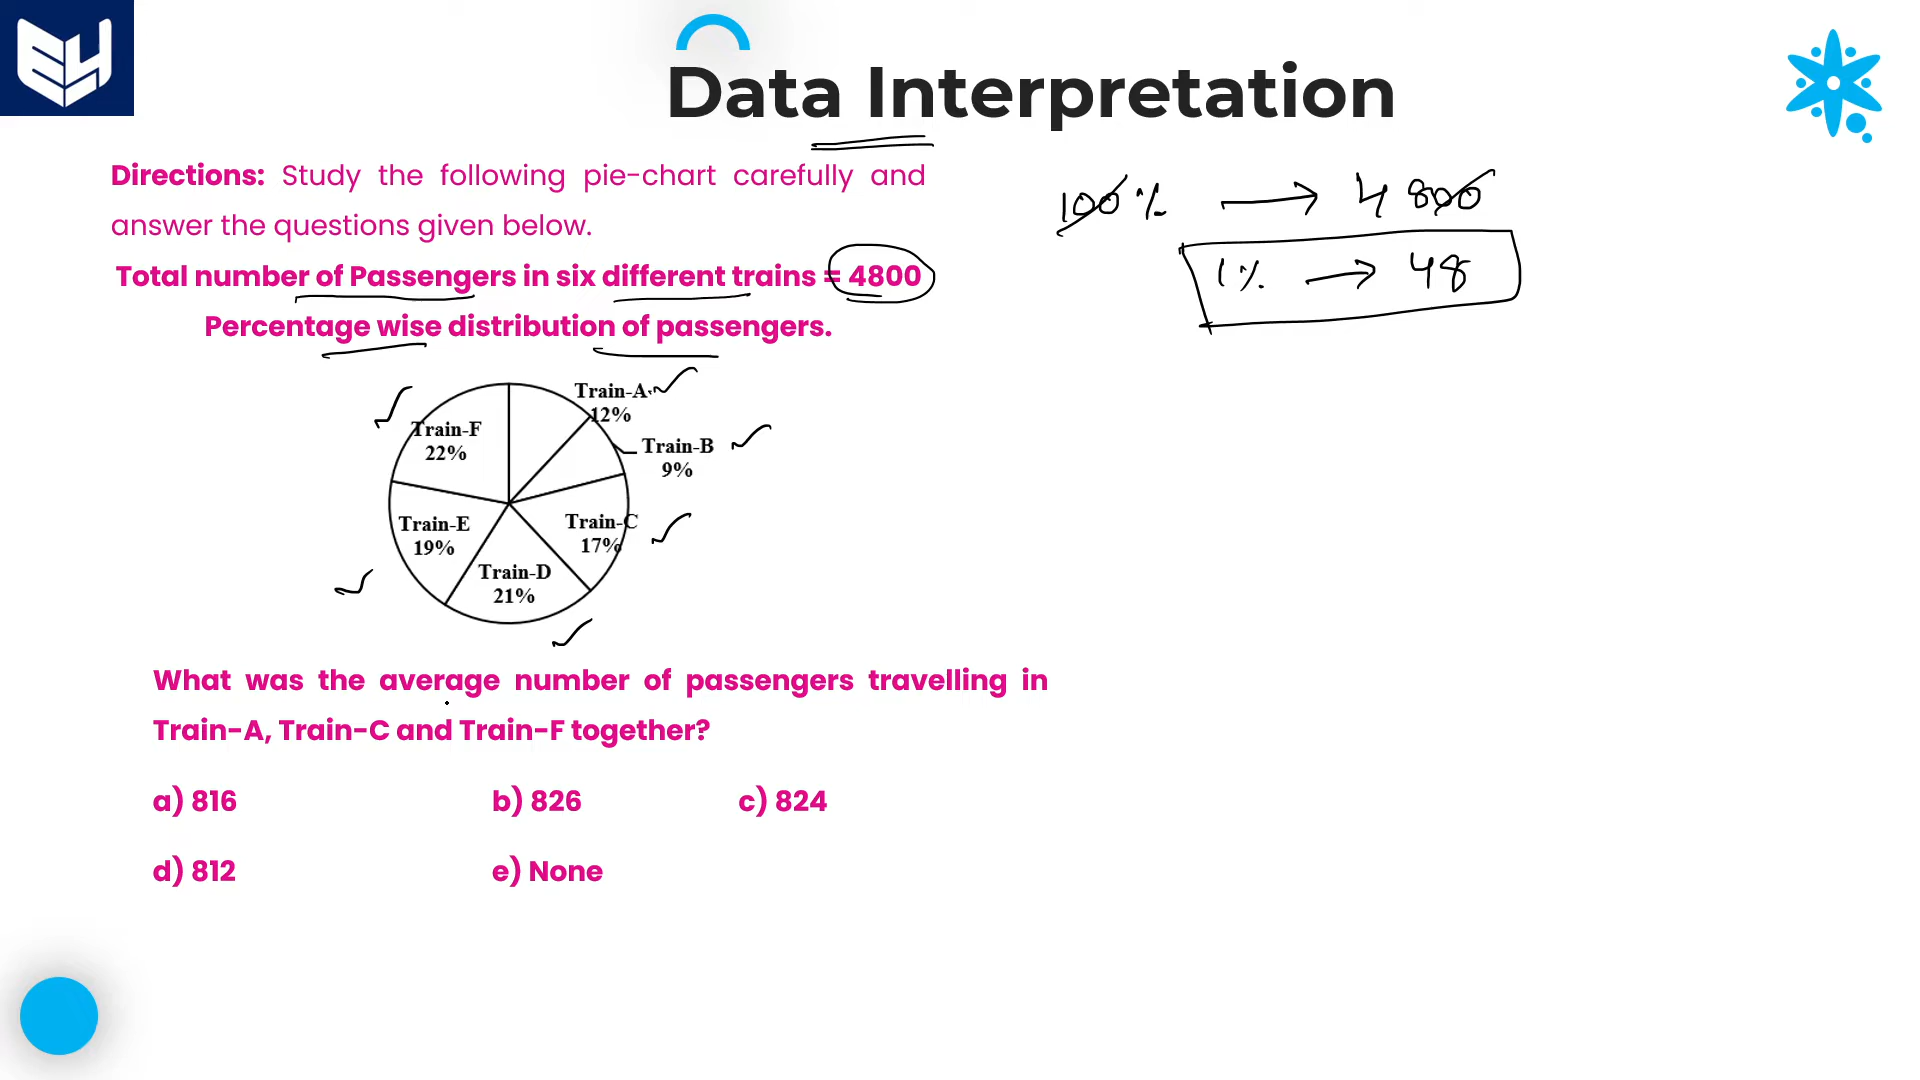 EY
Data Interpretation
Directions: Study the following pie-chart carefully and
answer the questions given below.
Total number of Passengers in six different trains = 4800
Percentage wise distribution of passengers.
100% → 4800
1% → 48
Train-A
12%
Train-B
9%
Train-C
17%
Train-D
21%
Train-E
19%
Train-F
22%
What was the average number of passengers travelling in
Train-A, Train-C and Train-F together?
a) 816
b) 826
c) 824
d) 812
e) None